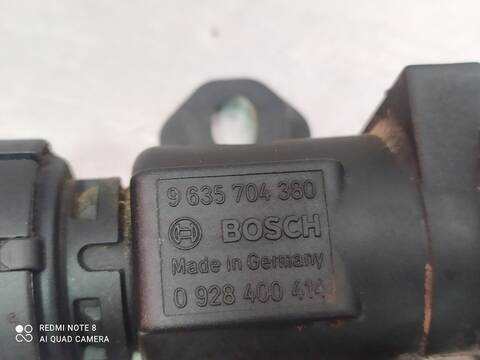 9 635 704 380
BOSCH
Made in Germany
0 928 400 414
REDMI NOTE 8
AI QUAD CAMERA